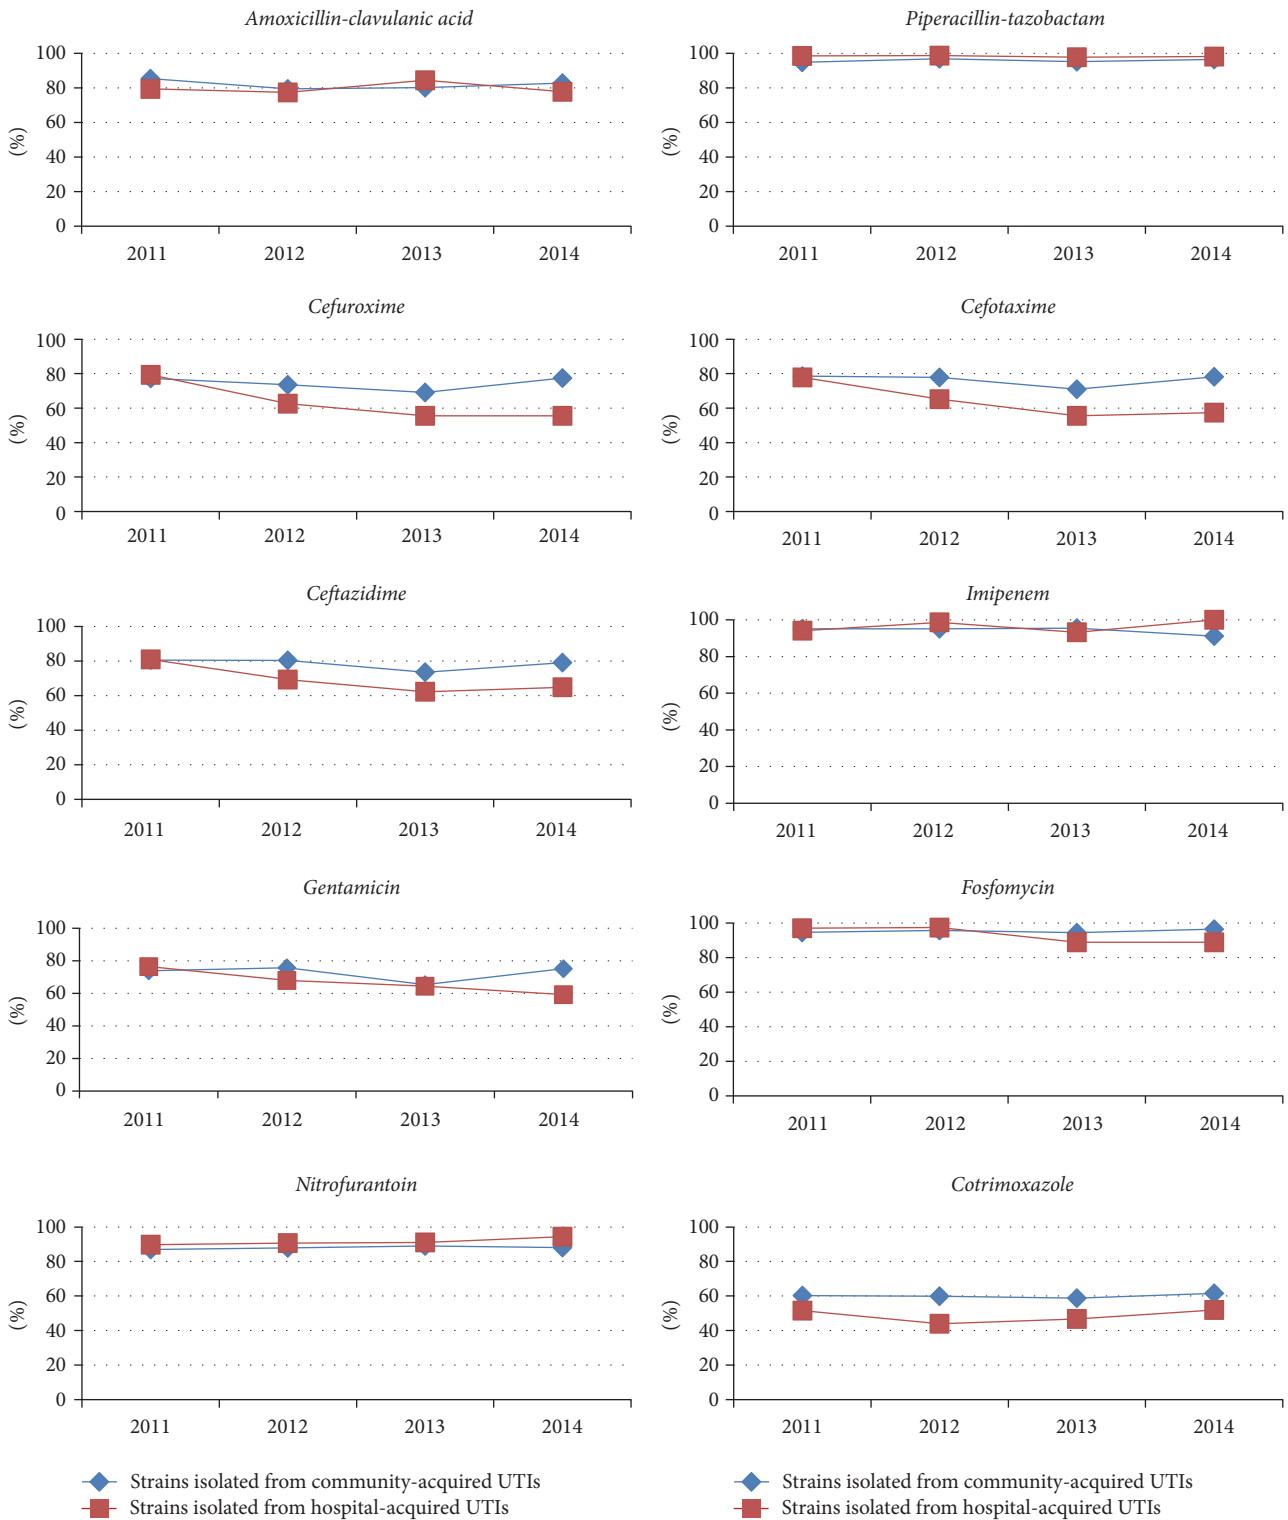 Amoxicillin-clavulanic acid
100
80
60
40
20
0
(%)
2011 2012 2013 2014
Piperacillin-tazobactam
100
80
60
40
20
0
(%)
2011 2012 2013 2014
Cefuroxime
100
80
60
40
20
0
(%)
2011 2012 2013 2014
Cefotaxime
100
80
60
40
20
0
(%)
2011 2012 2013 2014
Ceftazidime
100
80
60
40
20
0
(%)
2011 2012 2013 2014
Imipenem
100
80
60
40
20
0
(%)
2011 2012 2013 2014
Gentamicin
100
80
60
40
20
0
(%)
2011 2012 2013 2014
Fosfomycin
100
80
60
40
20
0
(%)
2011 2012 2013 2014
Nitrofurantoin
100
80
60
40
20
0
(%)
2011 2012 2013 2014
Cotrimoxazole
100
80
60
40
20
0
(%)
2011 2012 2013 2014
Strains isolated from community-acquired UTIs
Strains isolated from hospital-acquired UTIs
Strains isolated from community-acquired UTIs
Strains isolated from hospital-acquired UTIs